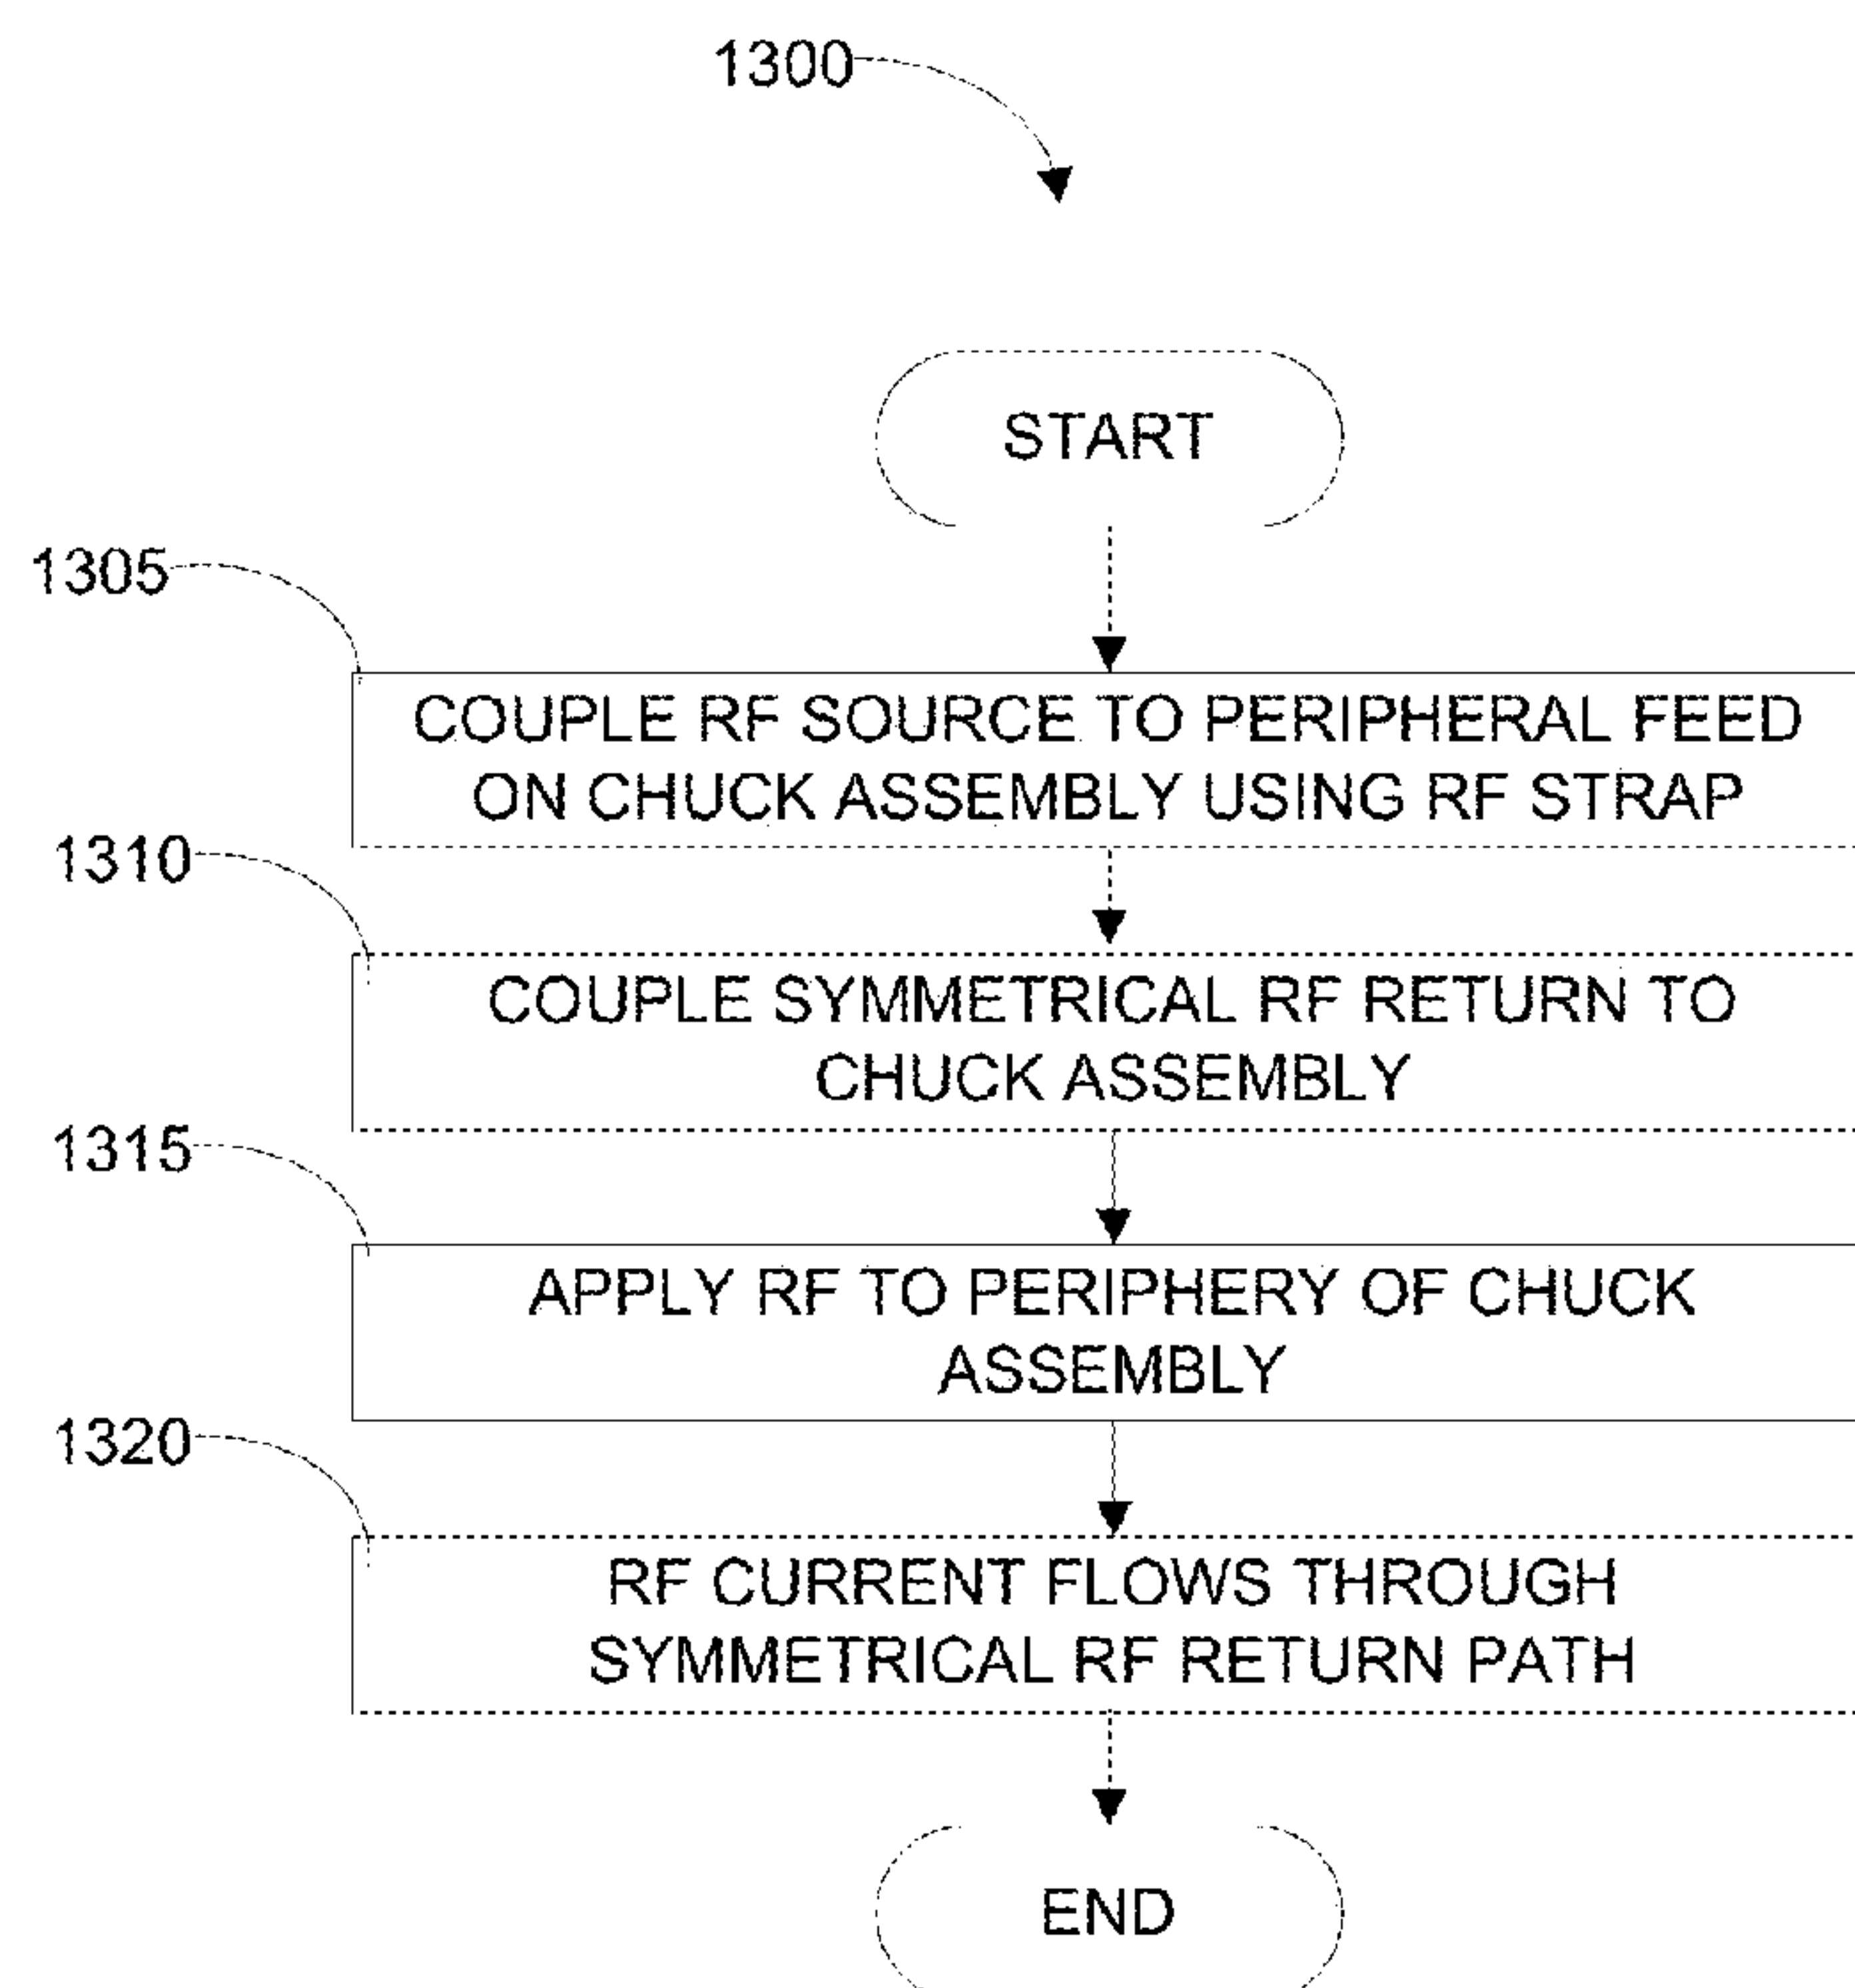 1300
START
1305
COUPLE RF SOURCE TO PERIPHERAL FEED
ON CHUCK ASSEMBLY USING RF STRAP
1310
COUPLE SYMMETRICAL RF RETURN TO
CHUCK ASSEMBLY
1315
APPLY RF TO PERIPHERY OF CHUCK
ASSEMBLY
1320
RF CURRENT FLOWS THROUGH
SYMMETRICAL RF RETURN PATH
END